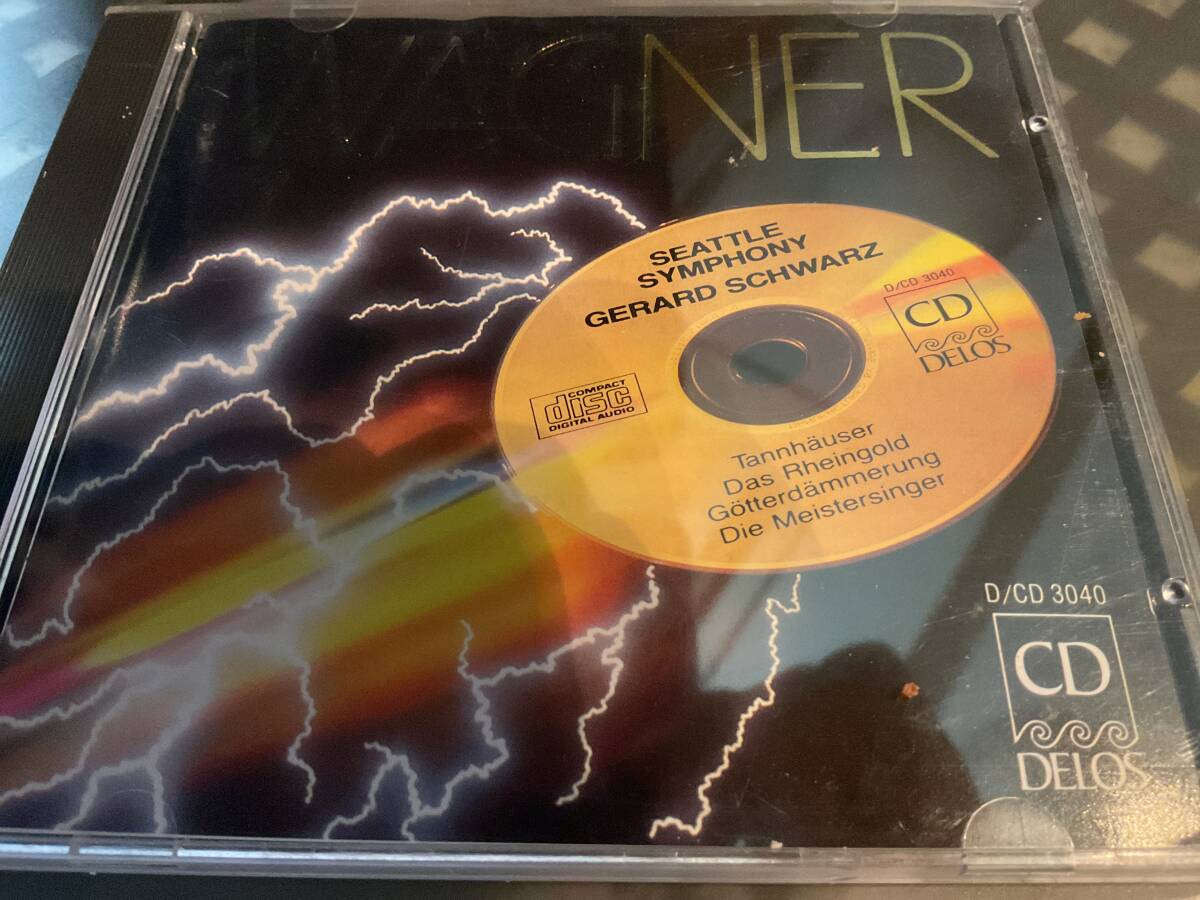 WAGNER
SEATTLE
SYMPHONY
GERARD SCHWARZ
D/CD 3040
CD
DELOS
COMPACT
disc
DIGITAL AUDIO
Tannhäuser
Das Rheingold
Götterdämmerung
Die Meistersinger
D/CD 3040
CD
DELOS